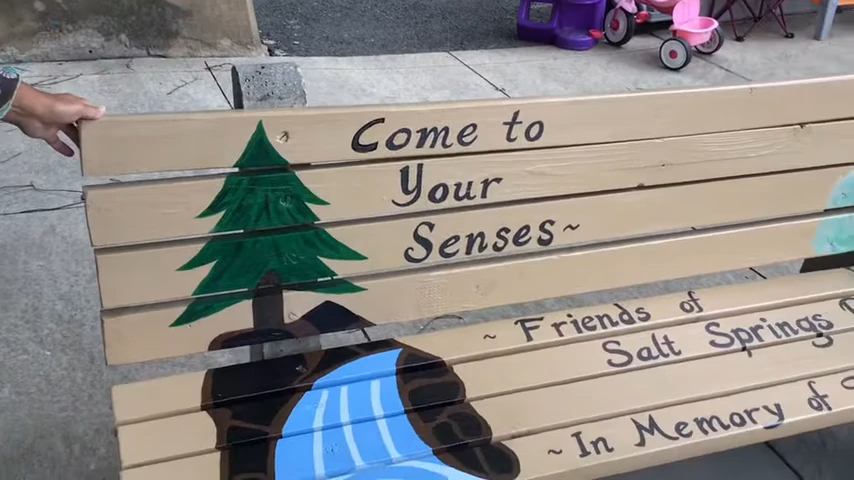 Come to
Your
Senses~
~ Friends of
Salt Springs
~In Memory of